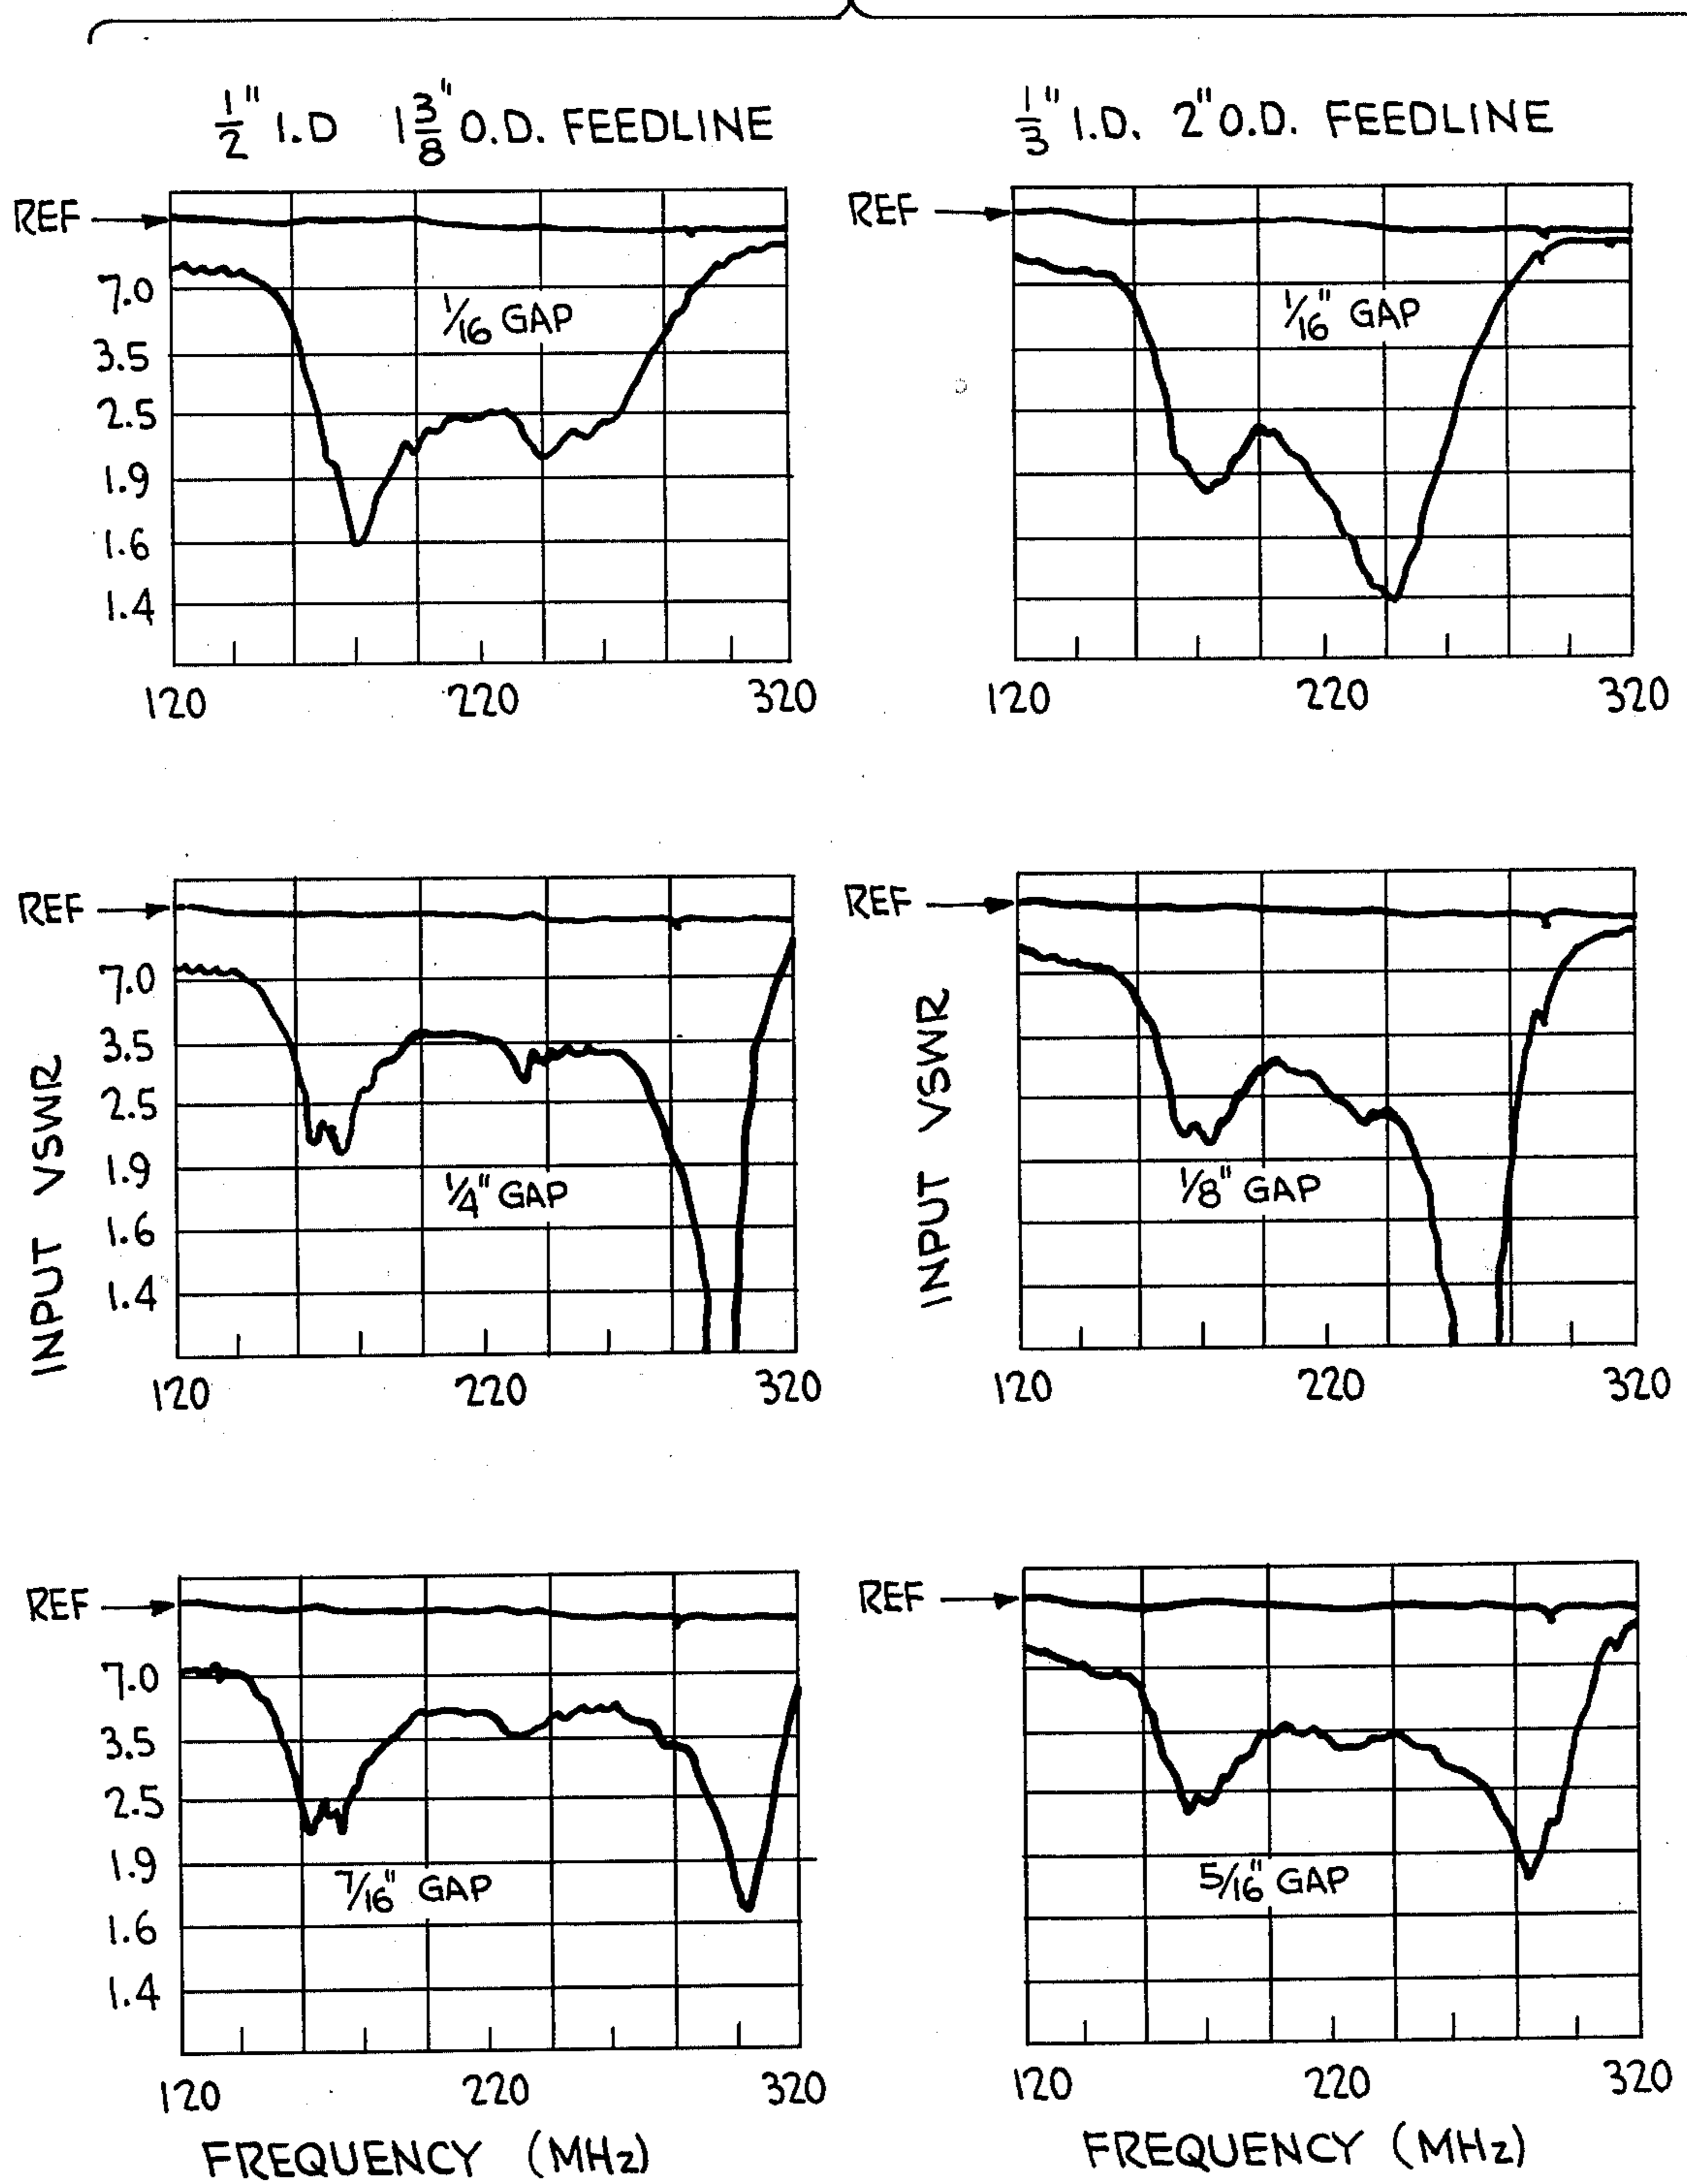 1/2" I.D 1 3/8" O.D. FEEDLINE
REF
7.0
3.5
2.5
1.9
1.6
1.4
1/16 GAP
120 220 320
1/3" I.D. 2" O.D. FEEDLINE
REF
1/16" GAP
120 220 320
INPUT VSWR
REF
7.0
3.5
2.5
1.9
1.6
1.4
1/4" GAP
120 220 320
INPUT VSWR
REF
1/8" GAP
120 220 320
REF
7.0
3.5
2.5
1.9
1.6
1.4
7/16" GAP
120 220 320
FREQUENCY (MHz)
REF
5/16" GAP
120 220 320
FREQUENCY (MHz)